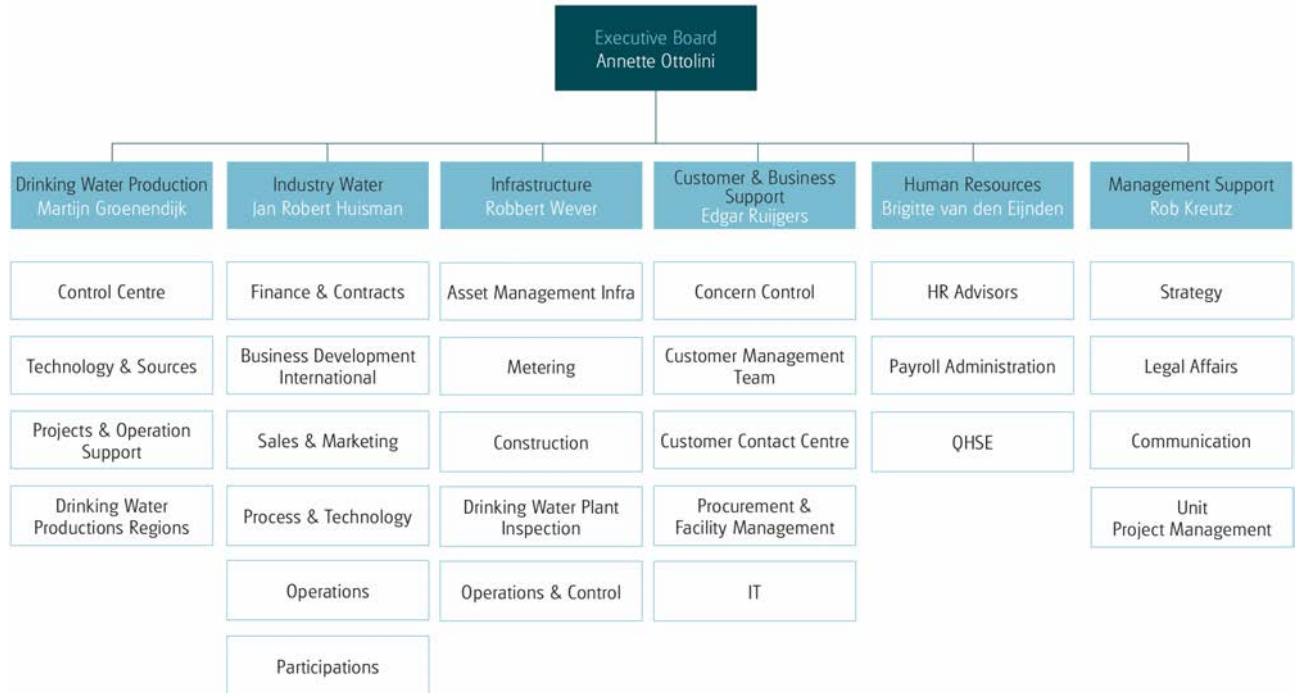 Executive Board
Annette Ottolini
Drinking Water Production
Martijn Groenendijk
Industry Water
Jan Robert Huisman
Infrastructure
Robbert Wever
Customer & Business
Support
Edgar Ruijgers
Human Resources
Brigitte van den Eijnden
Management Support
Rob Kreutz
Control Centre
Technology & Sources
Projects & Operation
Support
Drinking Water
Productions Regions
Finance & Contracts
Business Development
International
Sales & Marketing
Process & Technology
Operations
Participations
Asset Management Infra
Metering
Construction
Drinking Water Plant
Inspection
Operations & Control
Concern Control
Customer Management
Team
Customer Contact Centre
Procurement &
Facility Management
IT
HR Advisors
Payroll Administration
QHSE
Strategy
Legal Affairs
Communication
Unit
Project Management